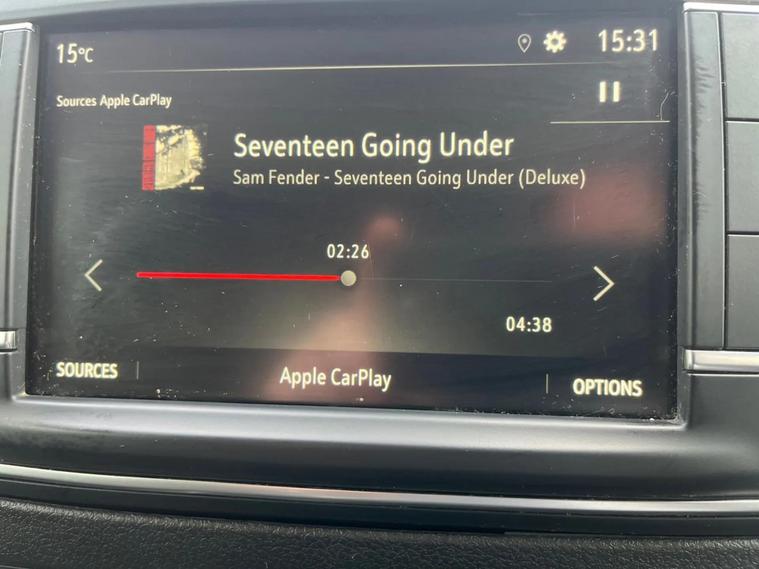 15°C
15:31
Sources Apple CarPlay
Seventeen Going Under
Sam Fender - Seventeen Going Under (Deluxe)
02:26
04:38
SOURCES
Apple CarPlay
OPTIONS